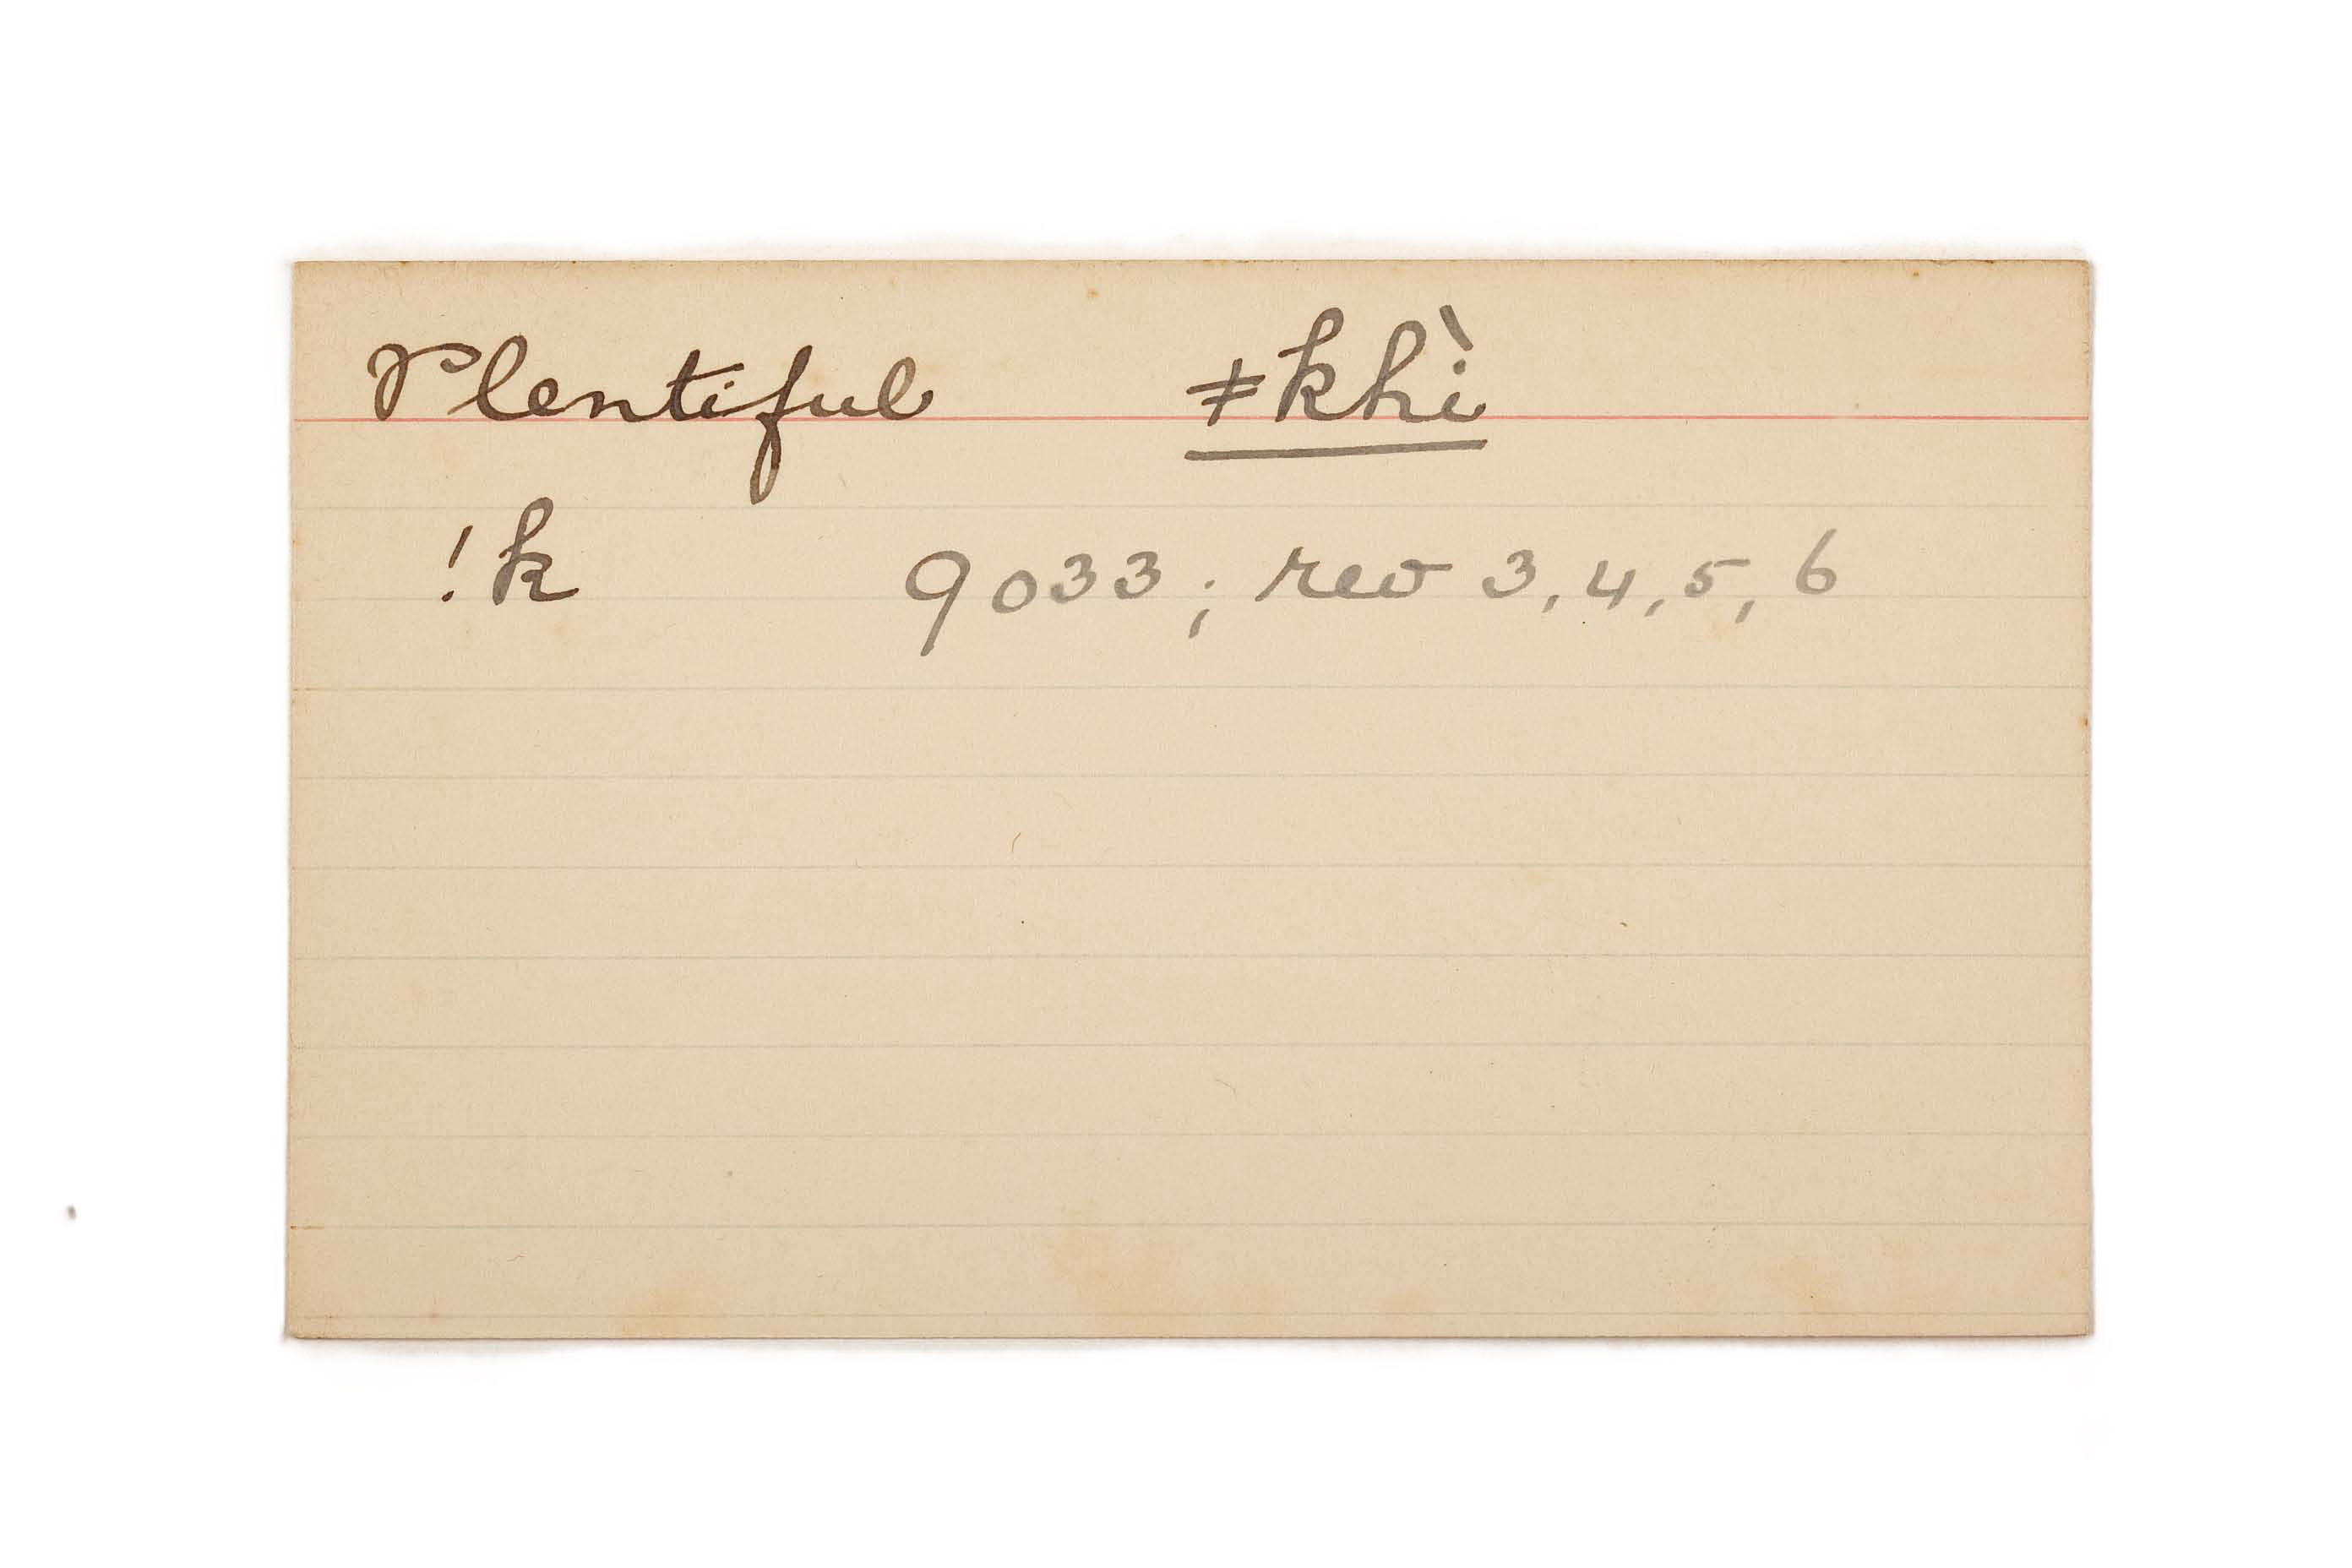 Plentiful ǂkhì
!k 9033; rev 3, 4, 5, 6